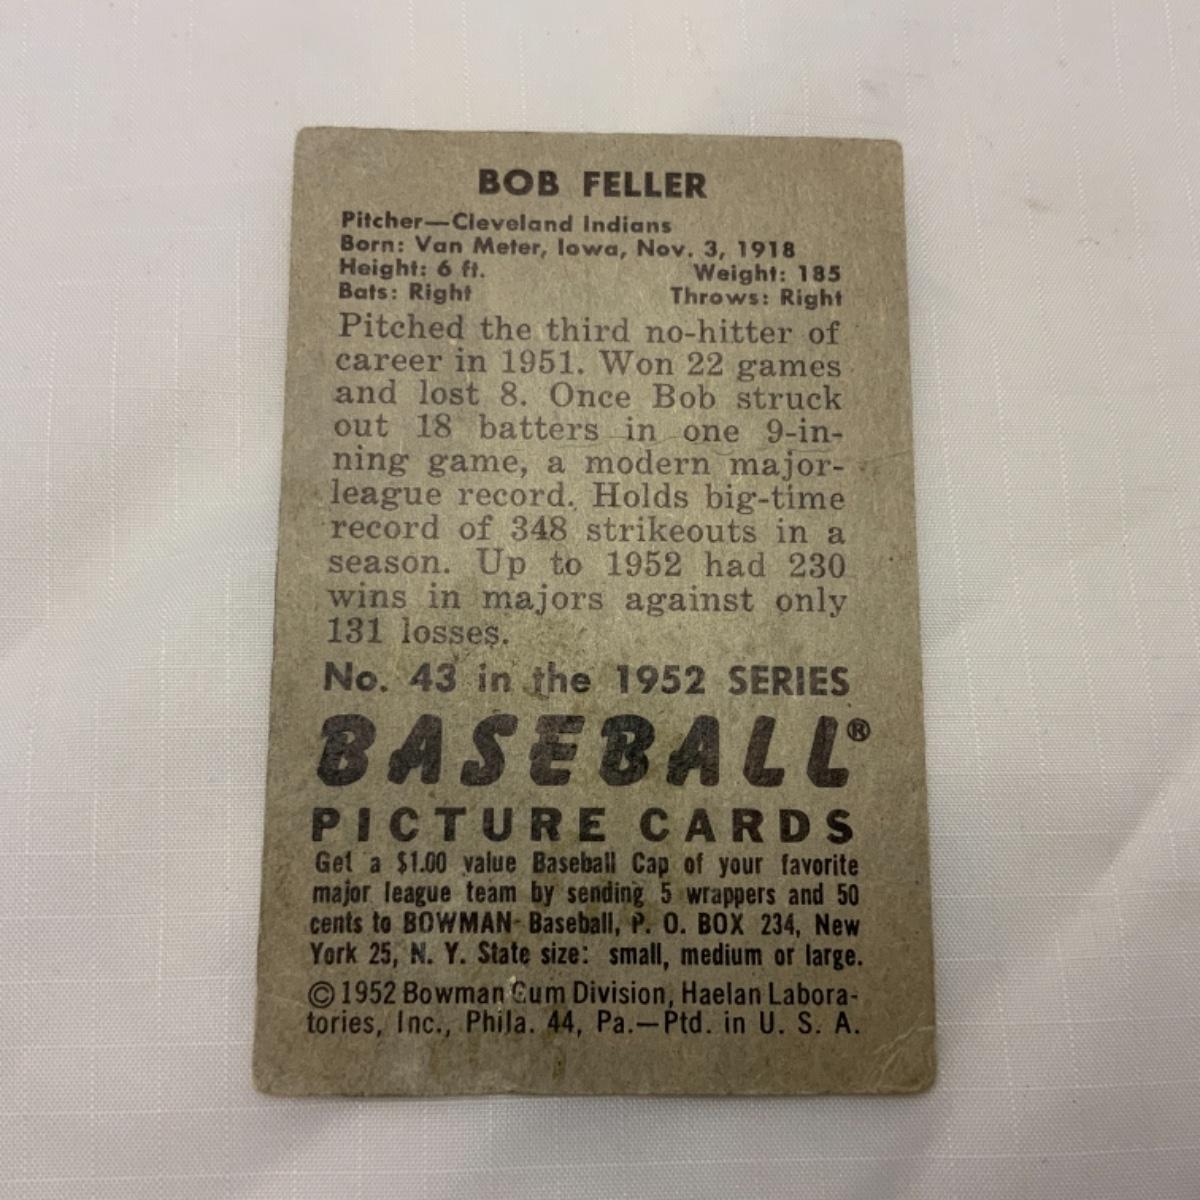 BOB FELLER
Pitcher—Cleveland Indians
Born: Van Meter, Iowa, Nov. 3, 1918
Height: 6 ft. Weight: 185
Bats: Right Throws: Right
Pitched the third no-hitter of
career in 1951. Won 22 games
and lost 8. Once Bob struck
out 18 batters in one 9-in-
ning game, a modern major-
league record. Holds big-time
record of 348 strikeouts in a
season. Up to 1952 had 230
wins in majors against only
131 losses.
No. 43 in the 1952 SERIES
BASEBALL®
PICTURE CARDS
Get a $1.00 value Baseball Cap of your favorite
major league team by sending 5 wrappers and 50
cents to BOWMAN Baseball, P. O. BOX 234, New
York 25, N. Y. State size: small, medium or large.
© 1952 Bowman Gum Division, Haelan Labora-
tories, Inc., Phila. 44, Pa.—Ptd. in U. S. A.